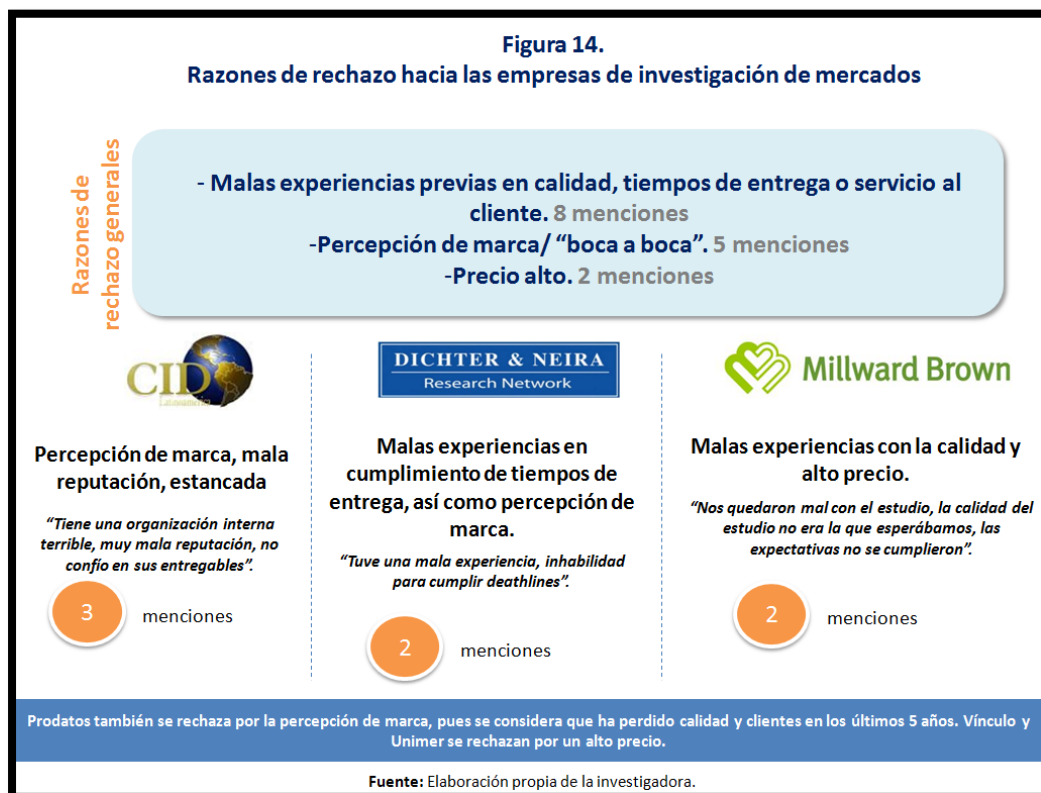 Figura 14.
Razones de rechazo hacia las empresas de investigación de mercados
Razones de
rechazo generales
- Malas experiencias previas en calidad, tiempos de entrega o servicio al
cliente. 8 menciones
-Percepción de marca/ “boca a boca”. 5 menciones
-Precio alto. 2 menciones
CID
Latinoamérica
DICHTER & NEIRA
Research Network
Millward Brown
Percepción de marca, mala
reputación, estancada
“Tiene una organización interna
terrible, muy mala reputación, no
confío en sus entregables”.
3
menciones
Malas experiencias en
cumplimiento de tiempos de
entrega, así como percepción de
marca.
“Tuve una mala experiencia, inhabilidad
para cumplir deathlines”.
2
menciones
Malas experiencias con la calidad y
alto precio.
“Nos quedaron mal con el estudio, la calidad del
estudio no era la que esperábamos, las
expectativas no se cumplieron”.
2
menciones
Prodatos también se rechaza por la percepción de marca, pues se considera que ha perdido calidad y clientes en los últimos 5 años. Vínculo y
Unimer se rechazan por un alto precio.
Fuente: Elaboración propia de la investigadora.